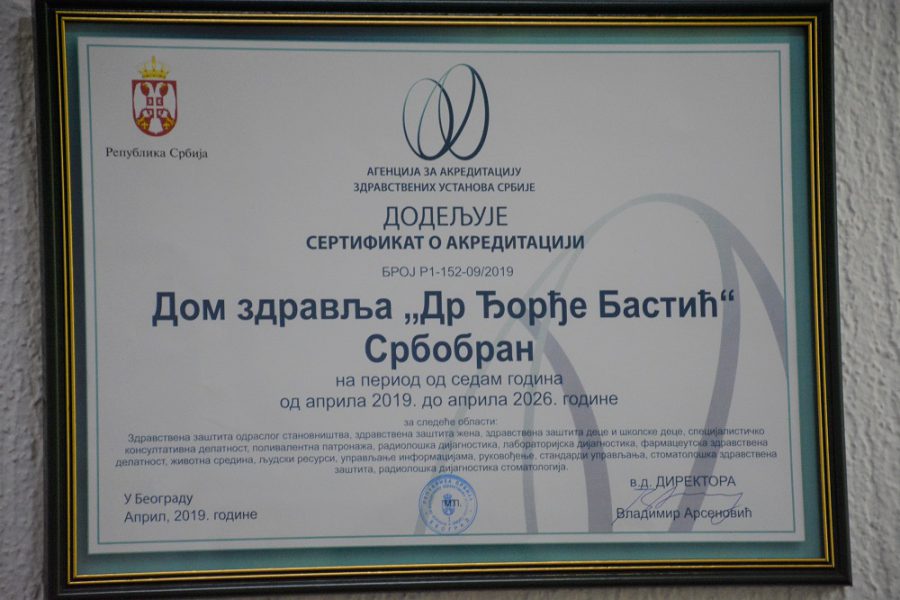 Република Србија
АГЕНЦИЈА ЗА АКРЕДИТАЦИЈУ
ЗДРАВСТВЕНИХ УСТАНОВА СРБИЈЕ
ДОДЕЉУЈЕ
СЕРТИФИКАТ О АКРЕДИТАЦИЈИ
БРОЈ Р1-152-09/2019
Дом здравља „Др Ђорђе Бастић“
Србобран
на период од седам година
од априла 2019. до априла 2026. године
за следеће области:
Здравствена заштита одраслог становништва, здравствена заштита жена, здравствена заштита деце и школске деце, специјалистичко
консултативна делатност, поливалентна патронажа, радиолошка дијагностика, лабораторијска дијагностика, фармацеутска здравствена
делатност, животна средина, људски ресурси, управљање информацијама, руковођење, стандарди управљања, стоматолошка здравствена
заштита, радиолошка дијагностика стоматологија.
У Београду
Април, 2019. године
м.п.
в.д. ДИРЕКТОРА
Владимир Арсеновић